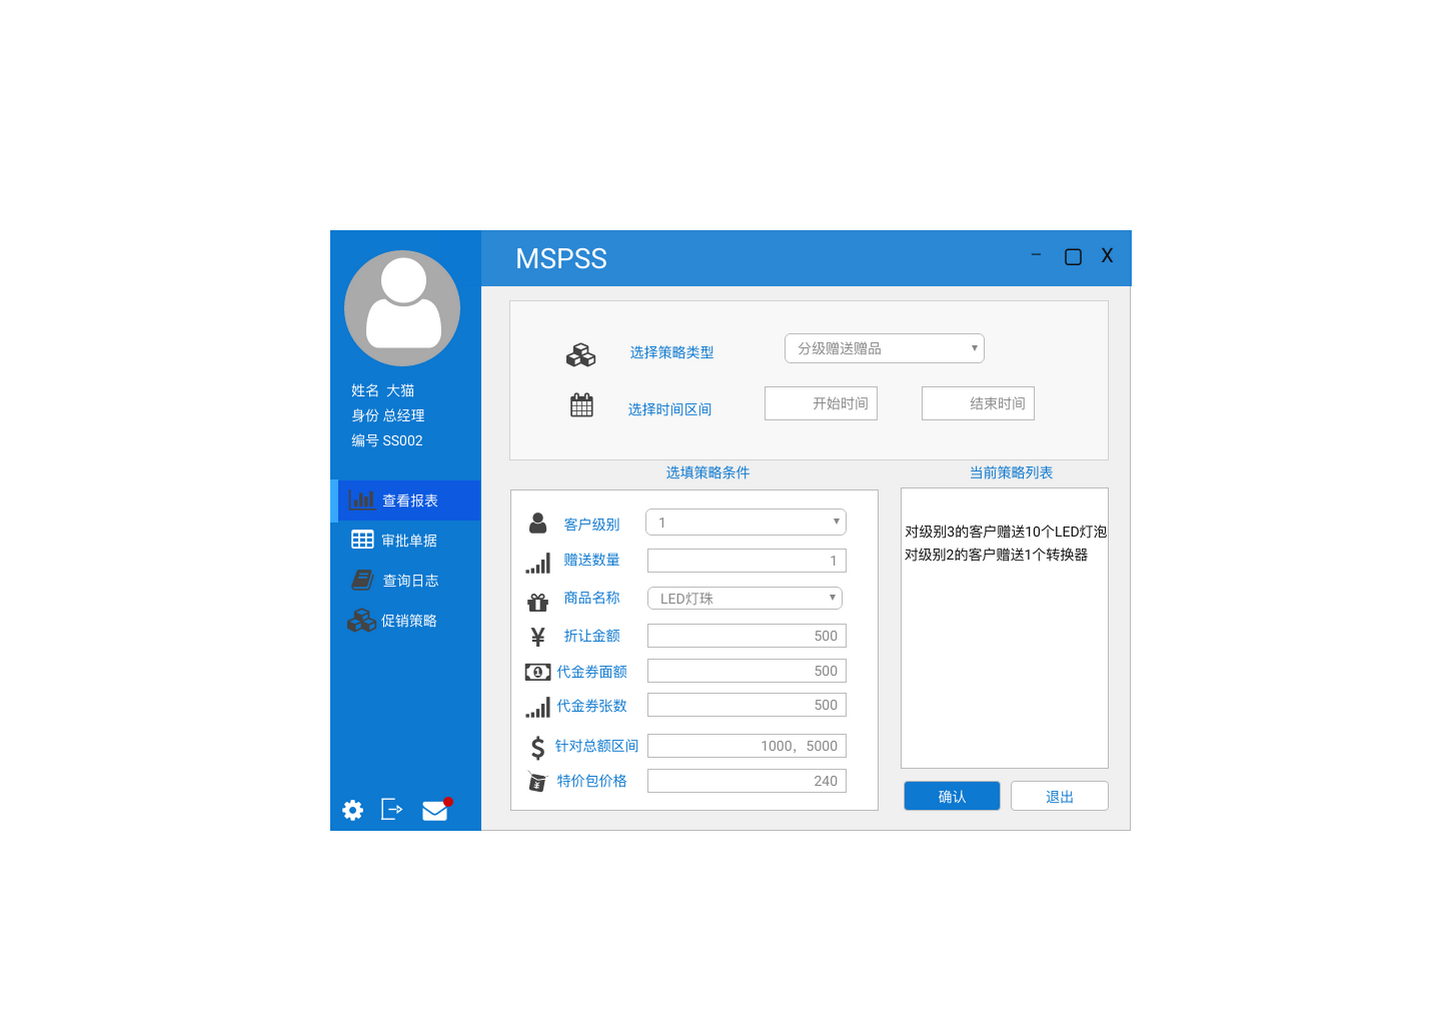 MSPSS
姓名 大猫
身份 总经理
编号 SS002
查看报表
审批单据
查询日志
促销策略
选择策略类型
分级赠送赠品
选择时间区间
开始时间
结束时间
选填策略条件
客户级别
1
赠送数量
1
商品名称
LED灯珠
折让金额
500
代金券面额
500
代金券张数
500
针对总额区间
1000，5000
特价包价格
240
当前策略列表
对级别3的客户赠送10个LED灯泡
对级别2的客户赠送1个转换器
确认
退出